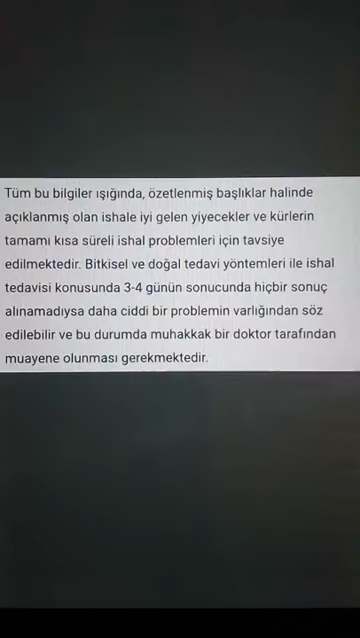 Tüm bu bilgiler ışığında, özetlenmiş başlıklar halinde
açıklanmış olan ishale iyi gelen yiyecekler ve kürlerin
tamamı kısa süreli ishal problemleri için tavsiye
edilmektedir. Bitkisel ve doğal tedavi yöntemleri ile ishal
tedavisi konusunda 3-4 günün sonucunda hiçbir sonuç
alınamadıysa daha ciddi bir problemin varlığından söz
edilebilir ve bu durumda muhakkak bir doktor tarafından
muayene olunması gerekmektedir.